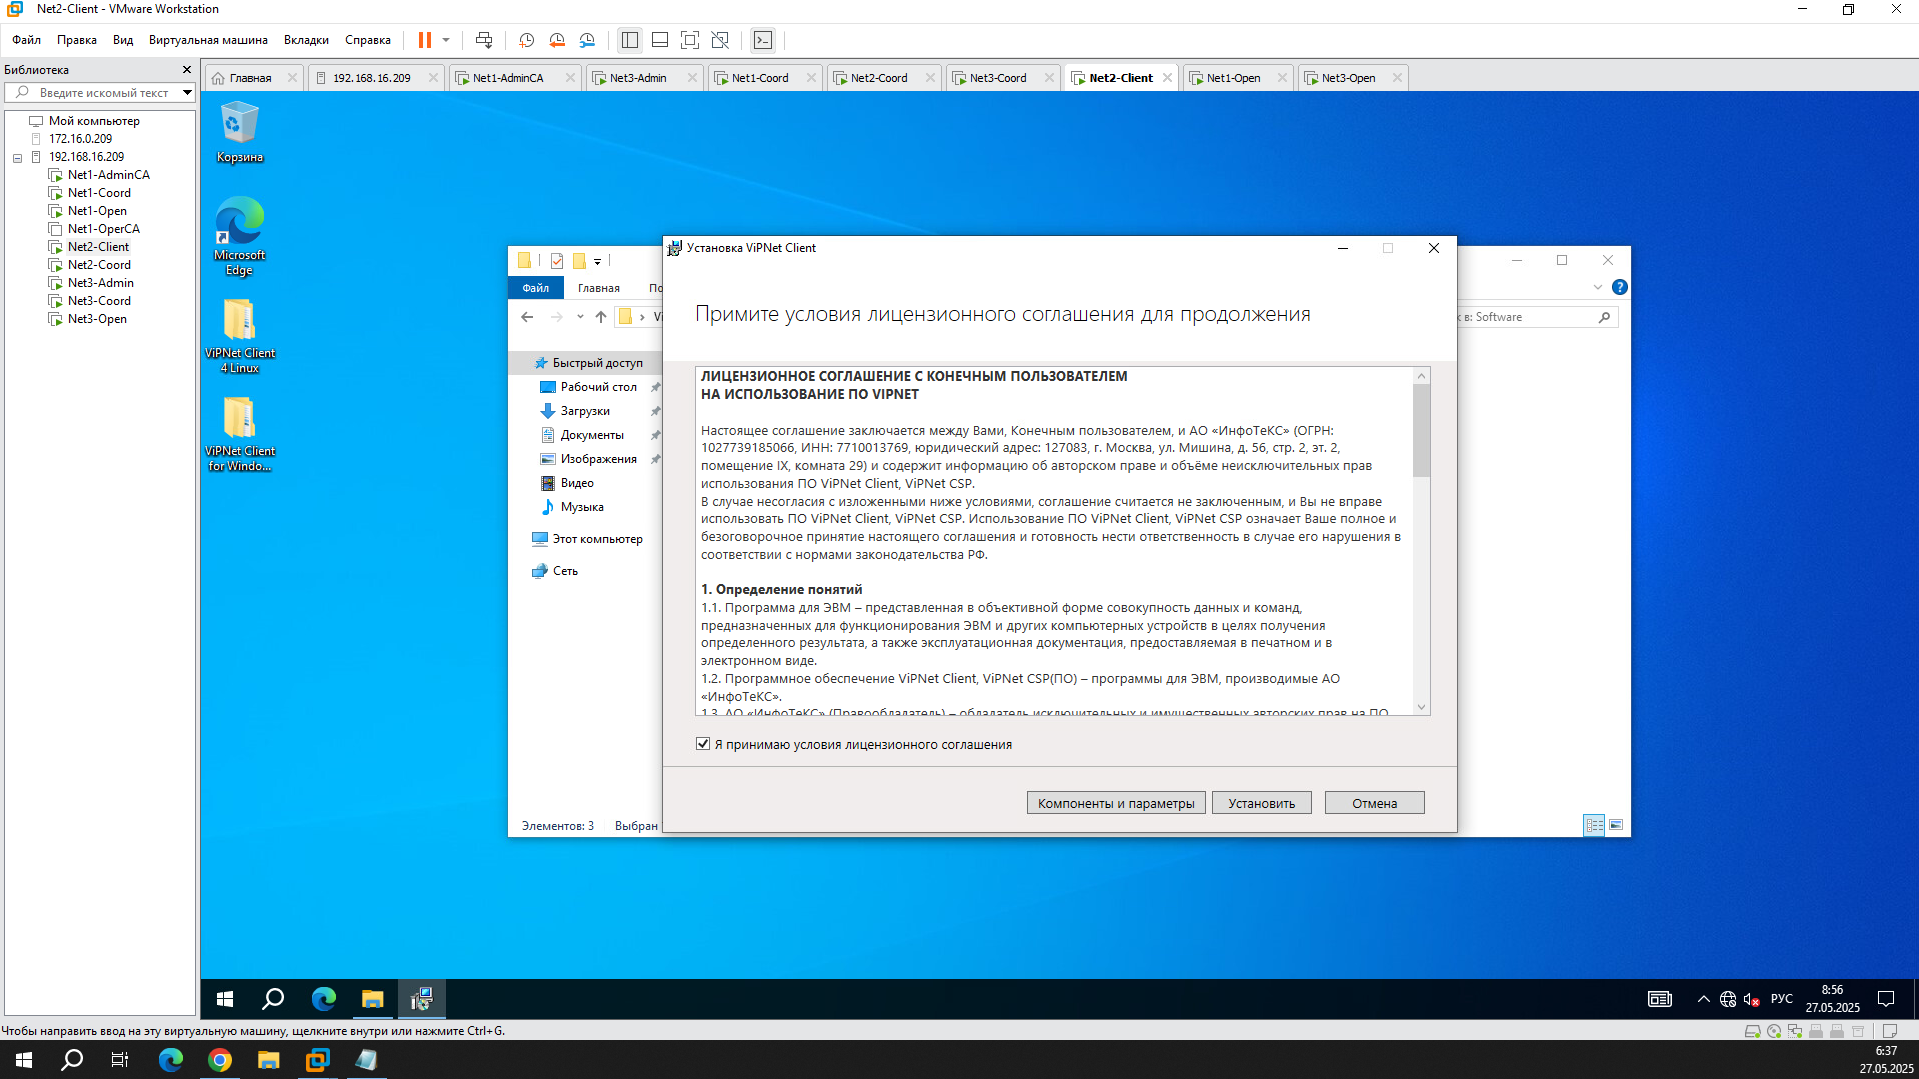 Net2-Client - VMware Workstation
Файл Правка Вид Виртуальная машина Вкладки Справка
Библиотека
Введите искомый текст
Мой компьютер
172.16.0.209
192.168.16.209
Net1-AdminCA
Net1-Coord
Net1-Open
Net1-OperCA
Net2-Client
Net2-Coord
Net3-Admin
Net3-Coord
Net3-Open
Главная 192.168.16.209 Net1-AdminCA Net3-Admin Net1-Coord Net2-Coord Net3-Coord Net2-Client Net1-Open Net3-Open
Корзина
Microsoft
Edge
ViPNet Client
4 Linux
ViPNet Client
for Windo...
Файл Главная
в: Software
Быстрый доступ
Рабочий стол
Загрузки
Документы
Изображения
Видео
Музыка
Этот компьютер
Сеть
Элементов: 3 Выбран
Установка ViPNet Client
Примите условия лицензионного соглашения для продолжения
ЛИЦЕНЗИОННОЕ СОГЛАШЕНИЕ С КОНЕЧНЫМ ПОЛЬЗОВАТЕЛЕМ
НА ИСПОЛЬЗОВАНИЕ ПО VIPNET
Настоящее соглашение заключается между Вами, Конечным пользователем, и АО «ИнфоТеКС» (ОГРН:
1027739185066, ИНН: 7710013769, юридический адрес: 127083, г. Москва, ул. Мишина, д. 56, стр. 2, эт. 2,
помещение IX, комната 29) и содержит информацию об авторском праве и объёме неисключительных прав
использования ПО ViPNet Client, ViPNet CSP.
В случае несогласия с изложенными ниже условиями, соглашение считается не заключенным, и Вы не вправе
использовать ПО ViPNet Client, ViPNet CSP. Использование ПО ViPNet Client, ViPNet CSP означает Ваше полное и
безоговорочное принятие настоящего соглашения и готовность нести ответственность в случае его нарушения в
соответствии с нормами законодательства РФ.
1. Определение понятий
1.1. Программа для ЭВМ – представленная в объективной форме совокупность данных и команд,
предназначенных для функционирования ЭВМ и других компьютерных устройств в целях получения
определенного результата, а также эксплуатационная документация, предоставляемая в печатном и в
электронном виде.
1.2. Программное обеспечение ViPNet Client, ViPNet CSP(ПО) – программы для ЭВМ, производимые АО
«ИнфоТеКС».
1.3. АО «ИнфоТеКС» (Правообладатель) – обладатель исключительных и имущественных авторских прав на ПО
Я принимаю условия лицензионного соглашения
Компоненты и параметры Установить Отмена
РУС
8:56
27.05.2025
Чтобы направить ввод на эту виртуальную машину, щелкните внутри или нажмите Ctrl+G.
6:37
27.05.2025